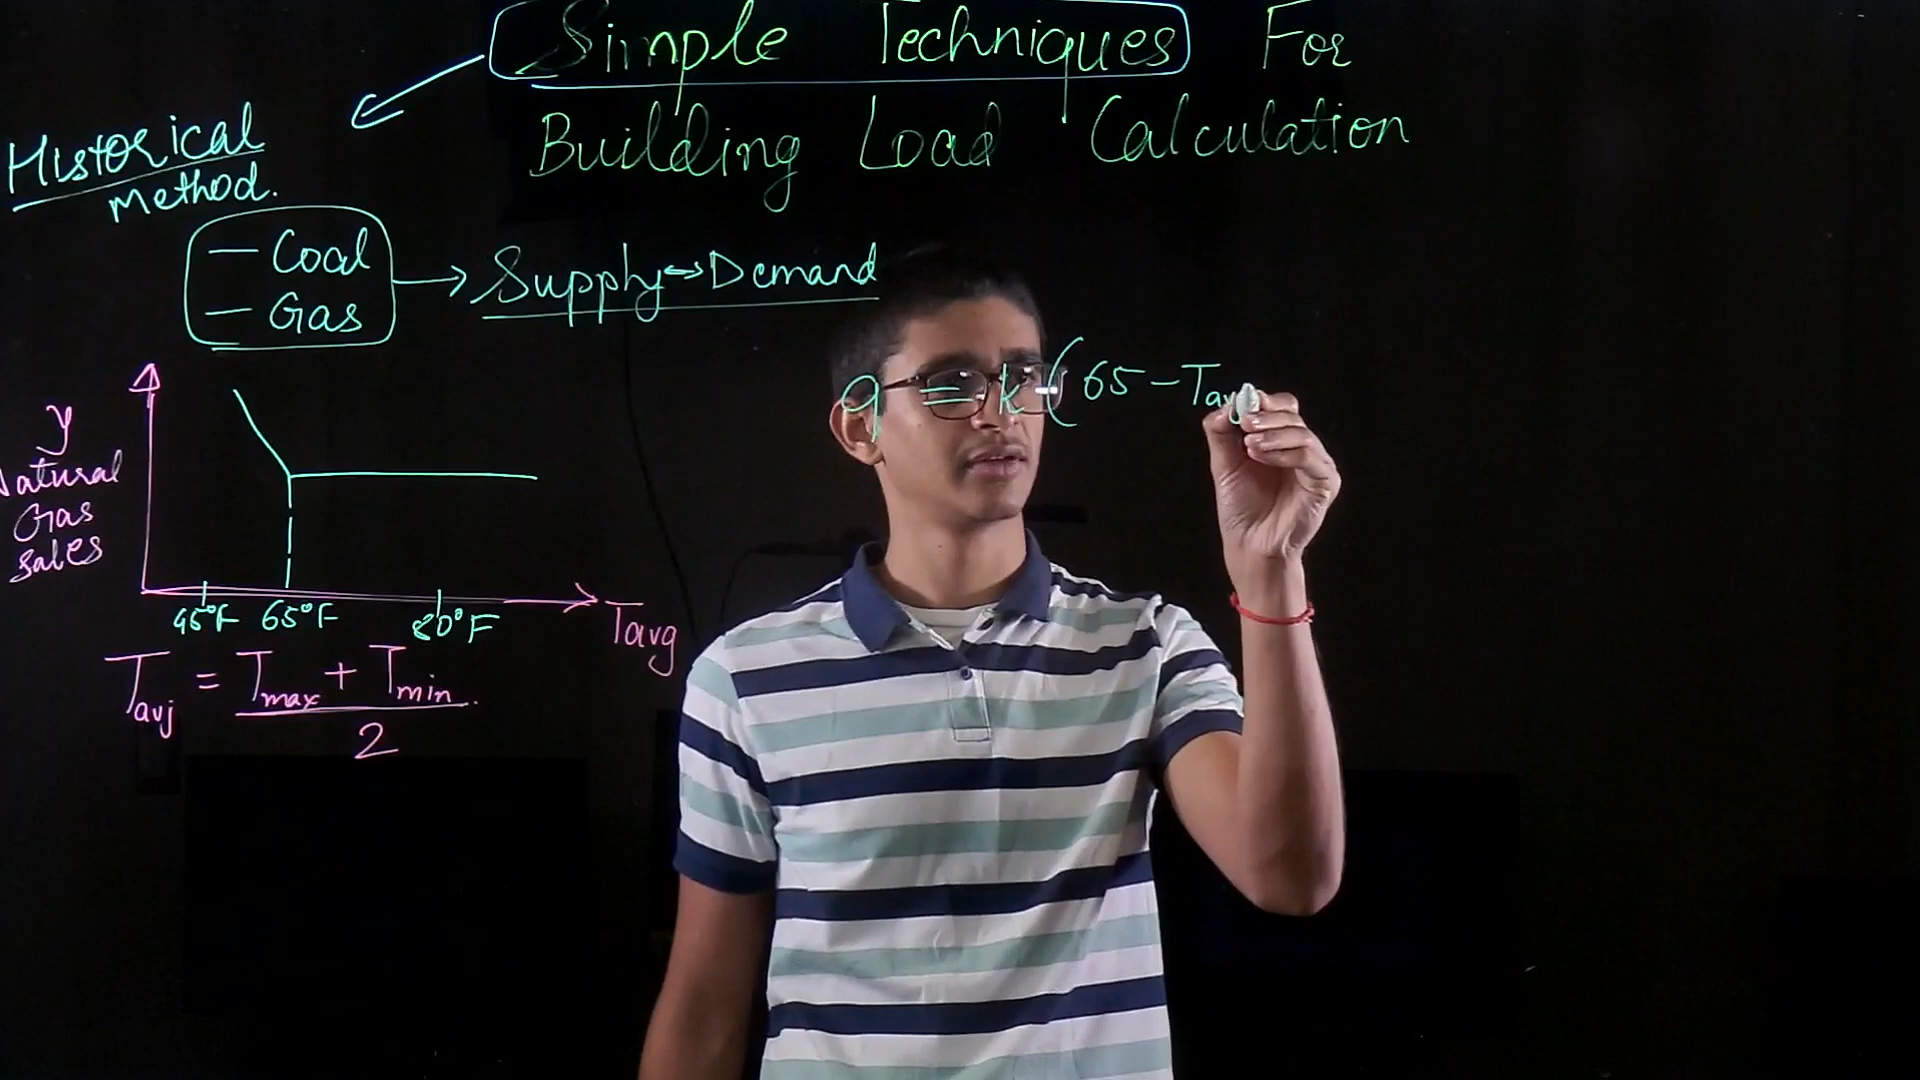 Simple Techniques For
Building Load Calculation
Historical
Method.
— Coal
— Gas
Supply ↔ Demand
q = k (65 - Tavg
y
Natural
Gas
Sales
45°F 65°F 80°F
Tavg
Tavg = Tmax + Tmin
2